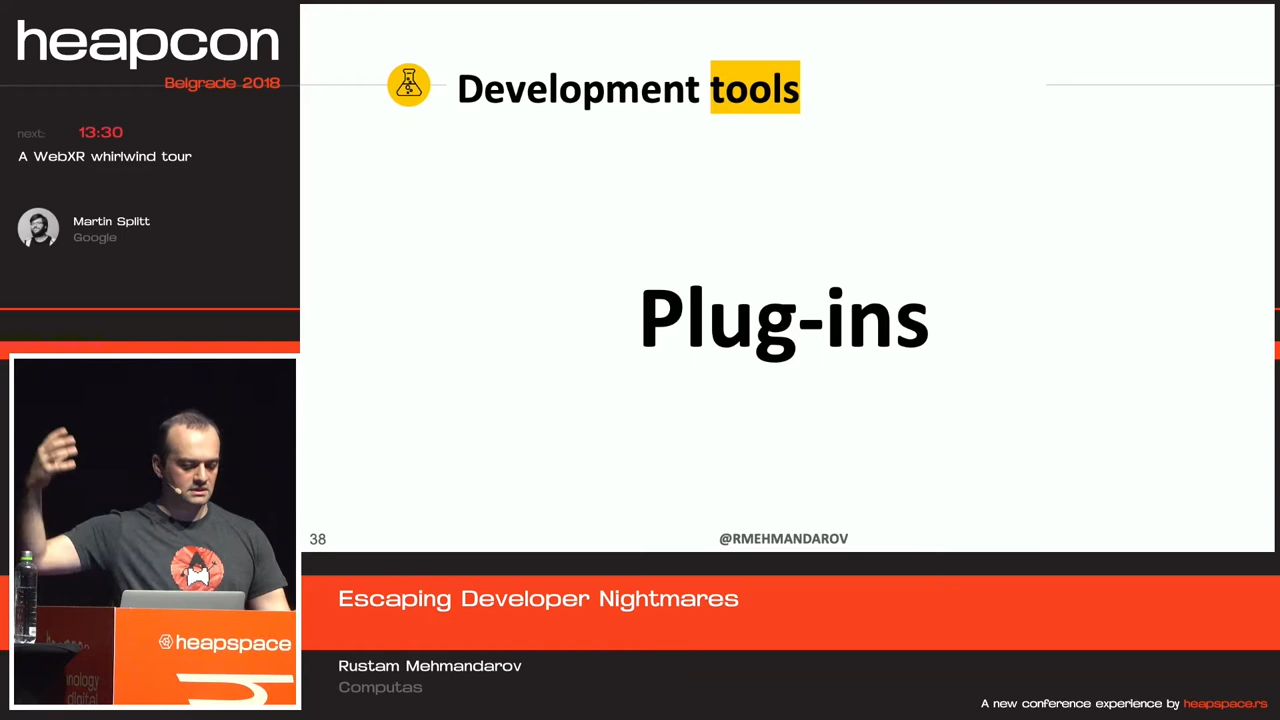 heapcon
Belgrade 2018
next: 13:30
A WebXR whirlwind tour
Martin Splitt
Google
Development tools
Plug-ins
38
@RMEHMANDAROV
heapspace
digital
Escaping Developer Nightmares
Rustam Mehmandarov
Computas
A new conference experience by heapspace.rs